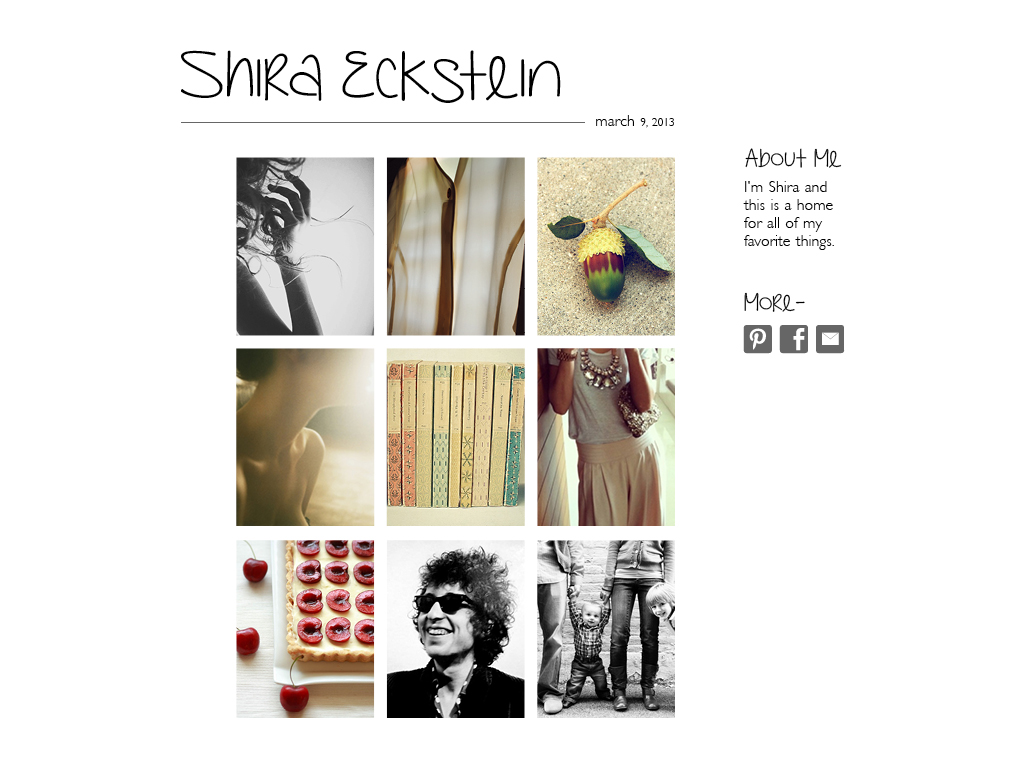 Shira Eckstein
march 9, 2013
About Me
I'm Shira and
this is a home
for all of my
favorite things.
More-